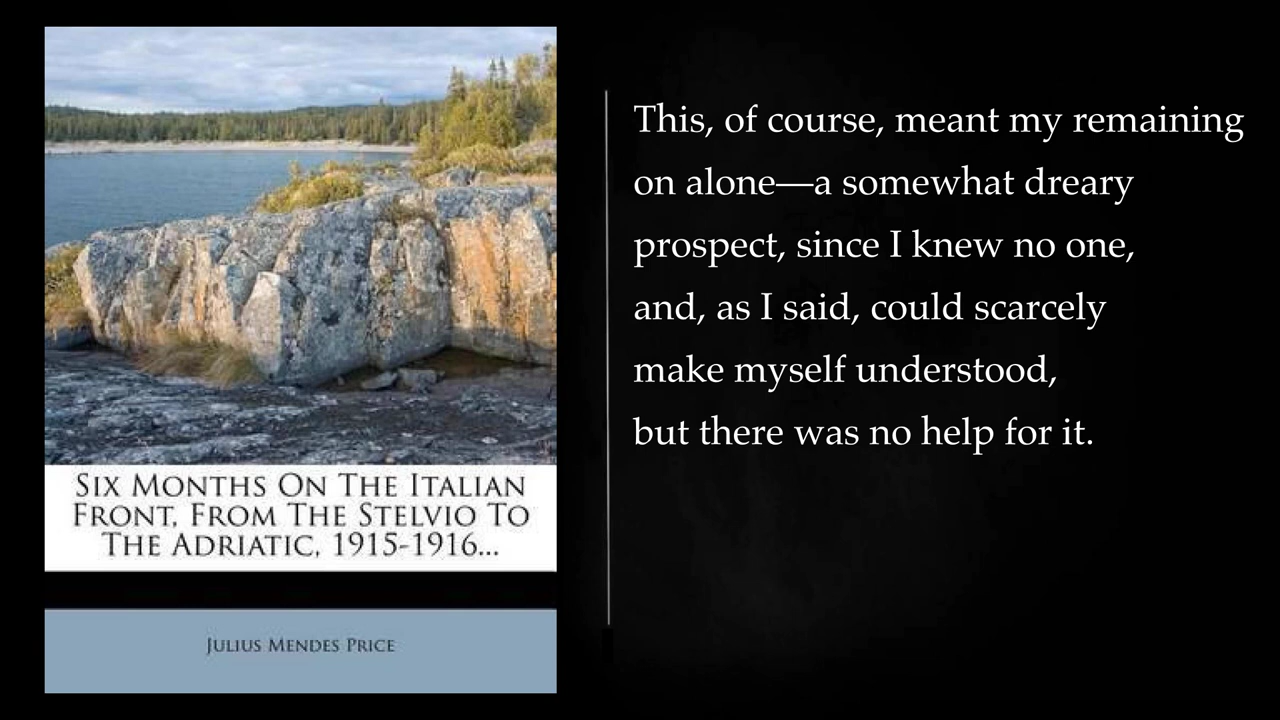 Six Months On The Italian
Front, From The Stelvio To
The Adriatic, 1915-1916...
Julius Mendes Price
This, of course, meant my remaining
on alone—a somewhat dreary
prospect, since I knew no one,
and, as I said, could scarcely
make myself understood,
but there was no help for it.